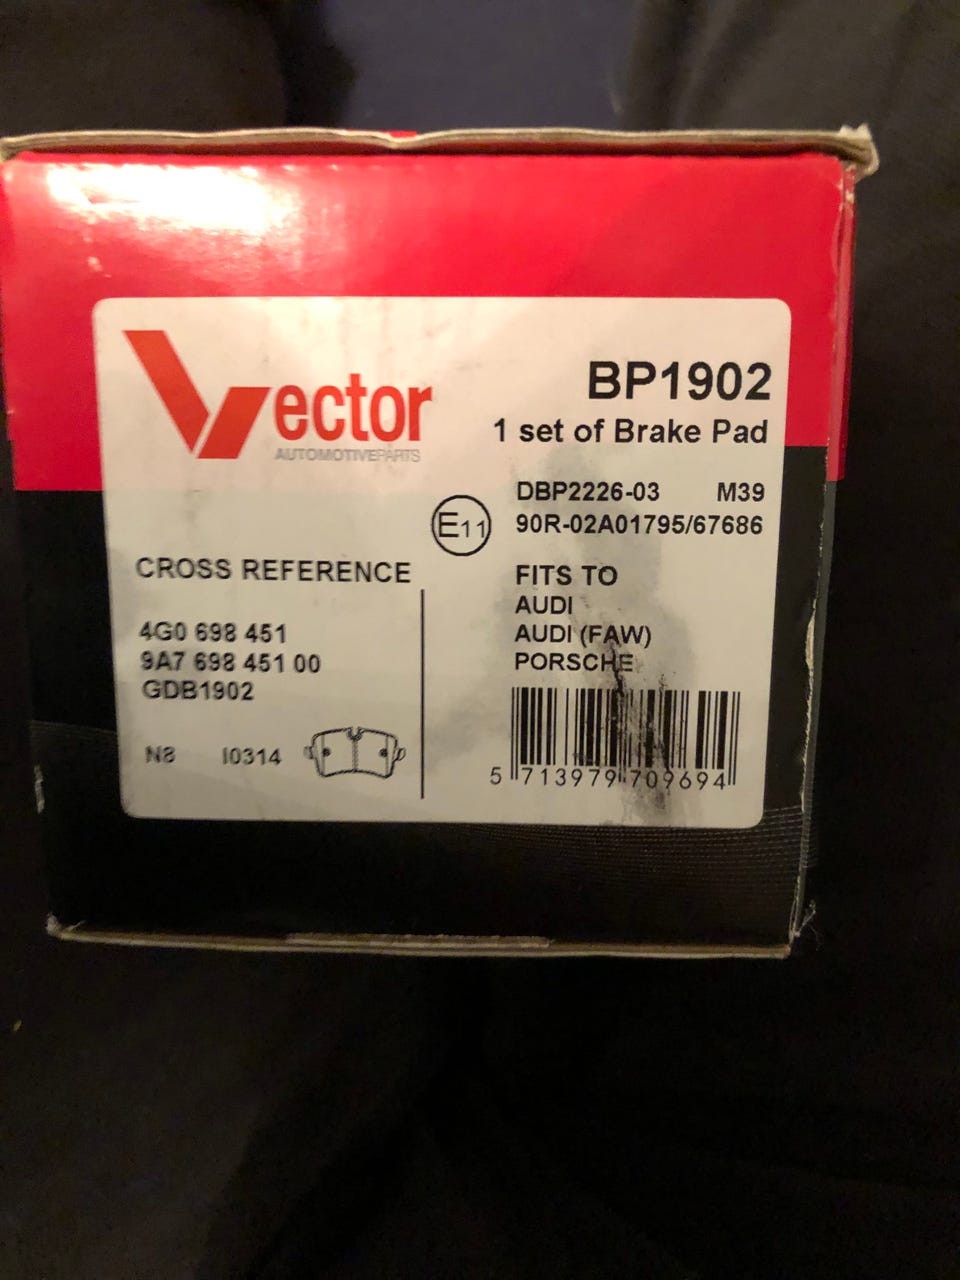 Vector
AUTOMOTIVEPARTS
BP1902
1 set of Brake Pad
DBP2226-03 M39
E11 90R-02A01795/67686
CROSS REFERENCE
4G0 698 451
9A7 698 451 00
GDB1902
N8 I0314
FITS TO
AUDI
AUDI (FAW)
PORSCHE
5 713979 709694